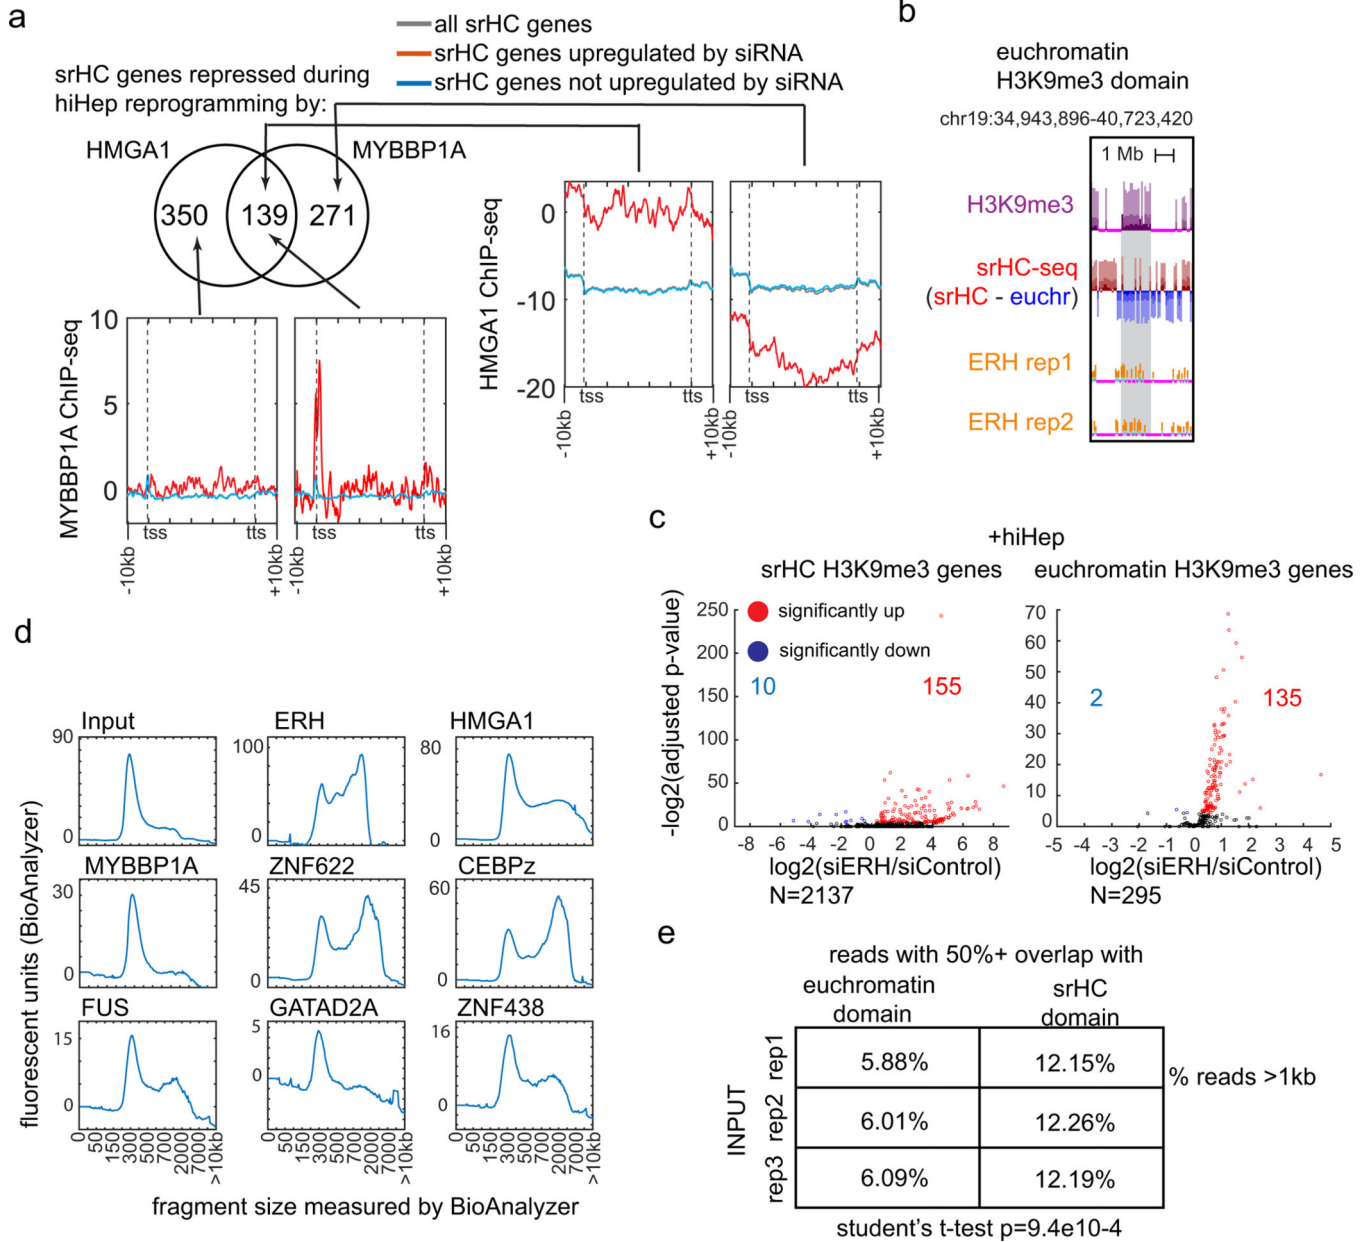 a
all srHC genes
srHC genes upregulated by siRNA
srHC genes not upregulated by siRNA
srHC genes repressed during
hiHep reprogramming by:
HMGA1
MYBBP1A
350
139
271
MYBBP1A ChIP-seq
10
5
0
tss
tts
tss
tts
-10kb
+10kb
-10kb
+10kb
HMGA1 ChIP-seq
0
-10
-20
tss
tts
tss
tts
-10kb
+10kb
-10kb
+10kb
b
euchromatin
H3K9me3 domain
chr19:34,943,896-40,723,420
1 Mb
H3K9me3
srHC-seq
(srHC - euchr)
ERH rep1
ERH rep2
c
+hiHep
srHC H3K9me3 genes
euchromatin H3K9me3 genes
-log2(adjusted p-value)
250
200
150
100
50
0
significantly up
significantly down
10
155
-8 -6 -4 -2 0 2 4 6 8
log2(siERH/siControl)
N=2137
70
60
50
40
30
20
10
0
2
135
-5 -4 -3 -2 -1 0 1 2 3 4 5
log2(siERH/siControl)
N=295
d
fluorescent units (BioAnalyzer)
Input
90
0
ERH
100
0
HMGA1
80
0
MYBBP1A
30
0
ZNF622
45
0
CEBPz
60
0
FUS
15
0
GATAD2A
5
0
ZNF438
16
0
0 50 150 300 500 700 2000 7000 >10kb
0 50 150 300 500 700 2000 7000 >10kb
0 50 150 300 500 700 2000 7000 >10kb
fragment size measured by BioAnalyzer
e
reads with 50%+ overlap with
euchromatin
domain
srHC
domain
INPUT
rep1
5.88%
12.15%
% reads >1kb
rep2
6.01%
12.26%
rep3
6.09%
12.19%
student's t-test p=9.4e10-4